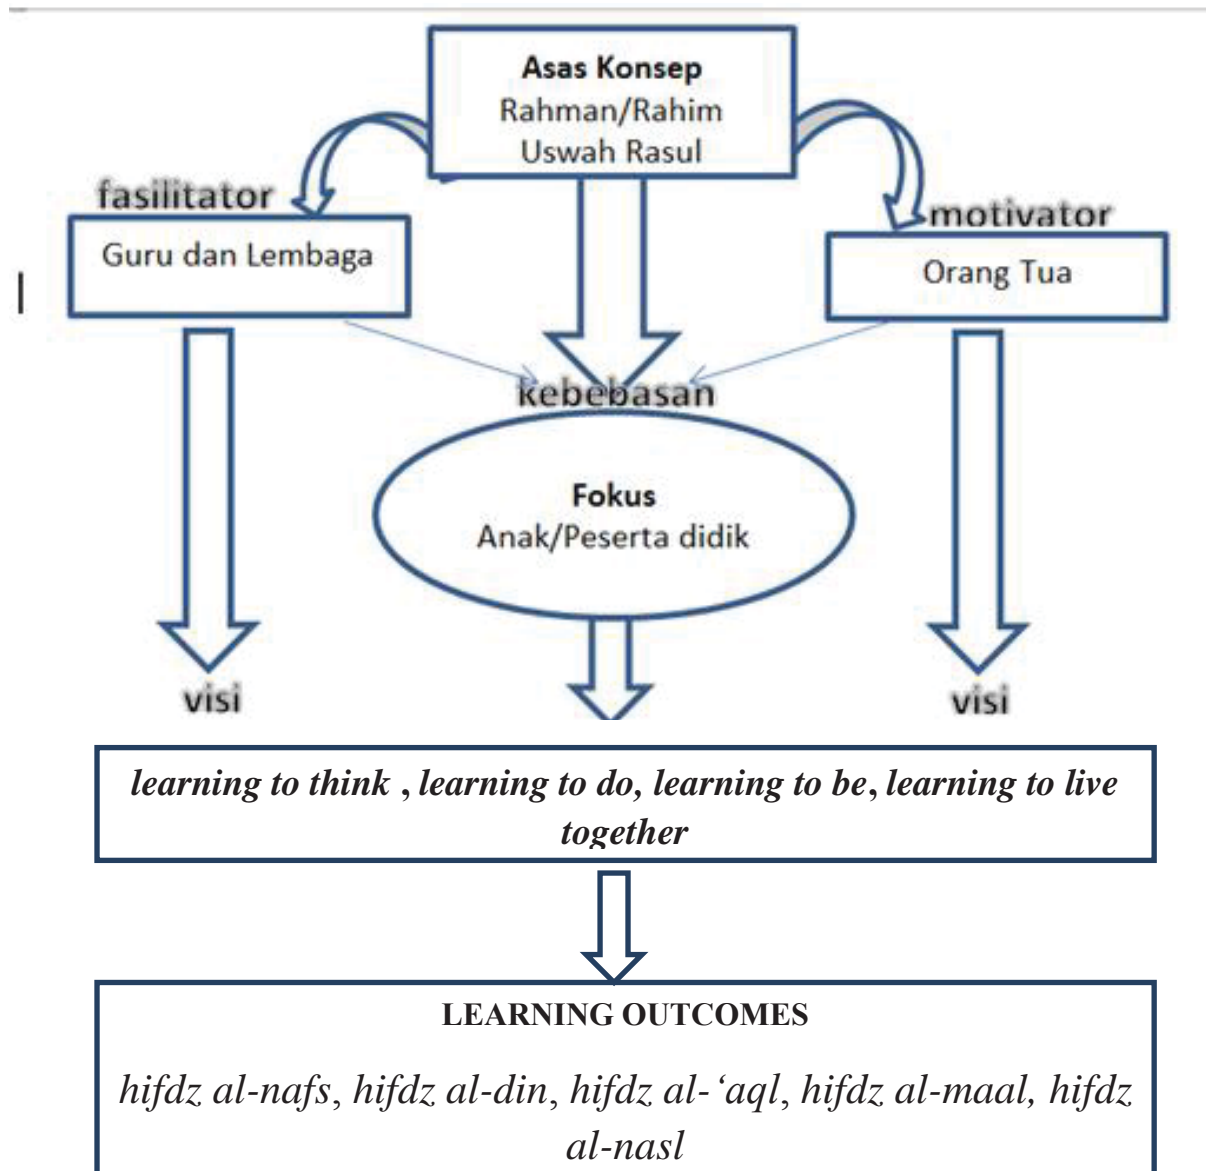 Asas Konsep
Rahman/Rahim
Uswah Rasul
fasilitator
Guru dan Lembaga
motivator
Orang Tua
kebebasan
Fokus
Anak/Peserta didik
visi
visi
learning to think , learning to do, learning to be, learning to live
together
LEARNING OUTCOMES
hifdz al-nafs, hifdz al-din, hifdz al-‘aql, hifdz al-maal, hifdz
al-nasl